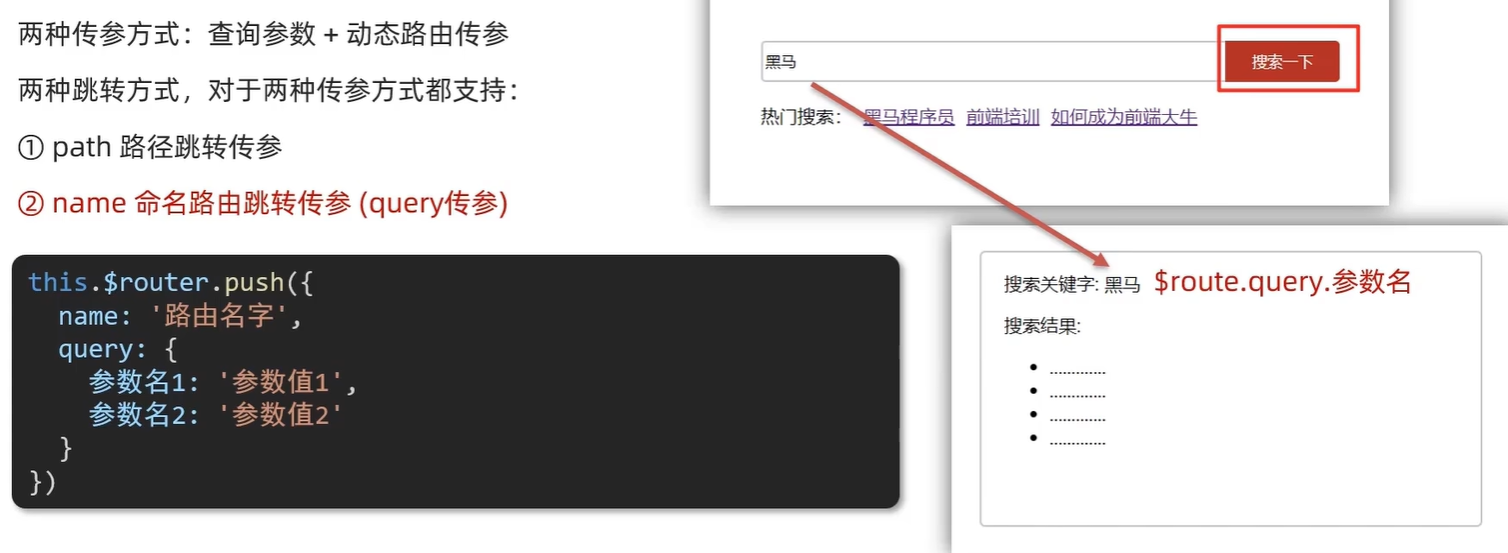 两种传参方式：查询参数 + 动态路由传参
两种跳转方式，对于两种传参方式都支持：
① path 路径跳转传参
② name 命名路由跳转传参 (query传参)
this.$router.push({
  name: '路由名字',
  query: {
    参数名1: '参数值1',
    参数名2: '参数值2'
  }
})
黑马
搜索一下
热门搜索： 黑马程序员 前端培训 如何成为前端大牛
搜索关键字: 黑马 $route.query.参数名
搜索结果:
• .............
• .............
• .............
• .............